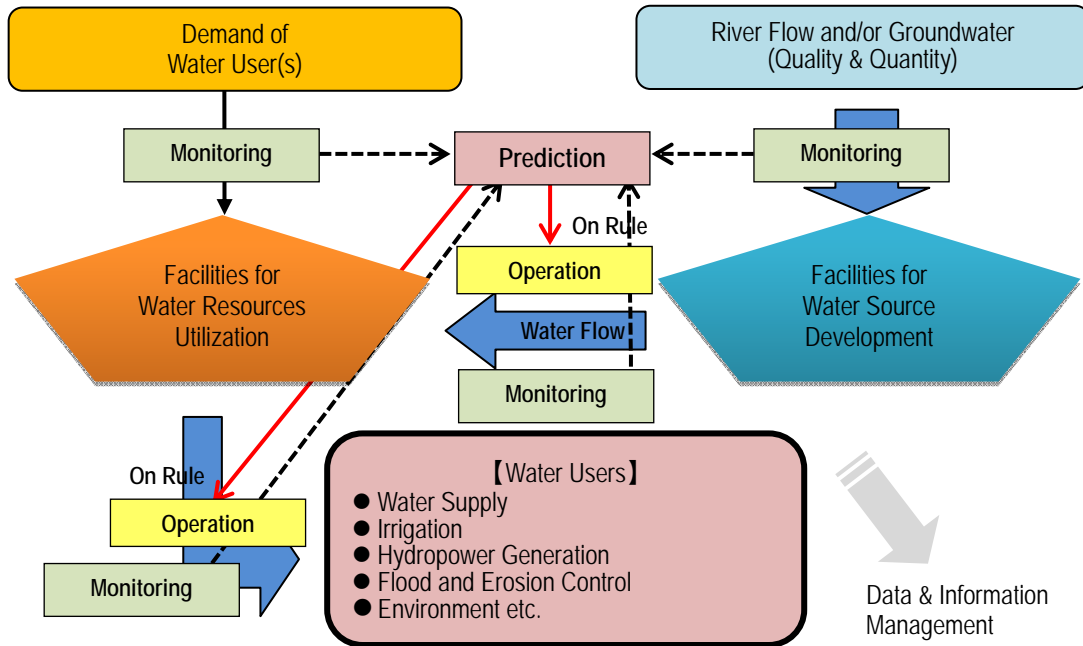 Demand of
Water User(s)
River Flow and/or Groundwater
(Quality & Quantity)
Monitoring
Prediction
Monitoring
On Rule
Operation
Facilities for
Water Resources
Utilization
Facilities for
Water Source
Development
Water Flow
Monitoring
On Rule
Operation
Monitoring
【Water Users】
● Water Supply
● Irrigation
● Hydropower Generation
● Flood and Erosion Control
● Environment etc.
Data & Information
Management